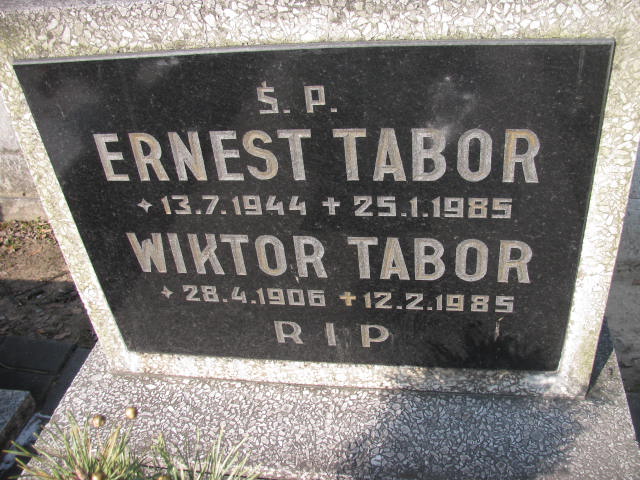 Ś. P.
ERNEST TABOR
✦ 13.7.1944 + 25.1.1985
WIKTOR TABOR
✦ 28.4.1906 + 12.2.1985
R I P